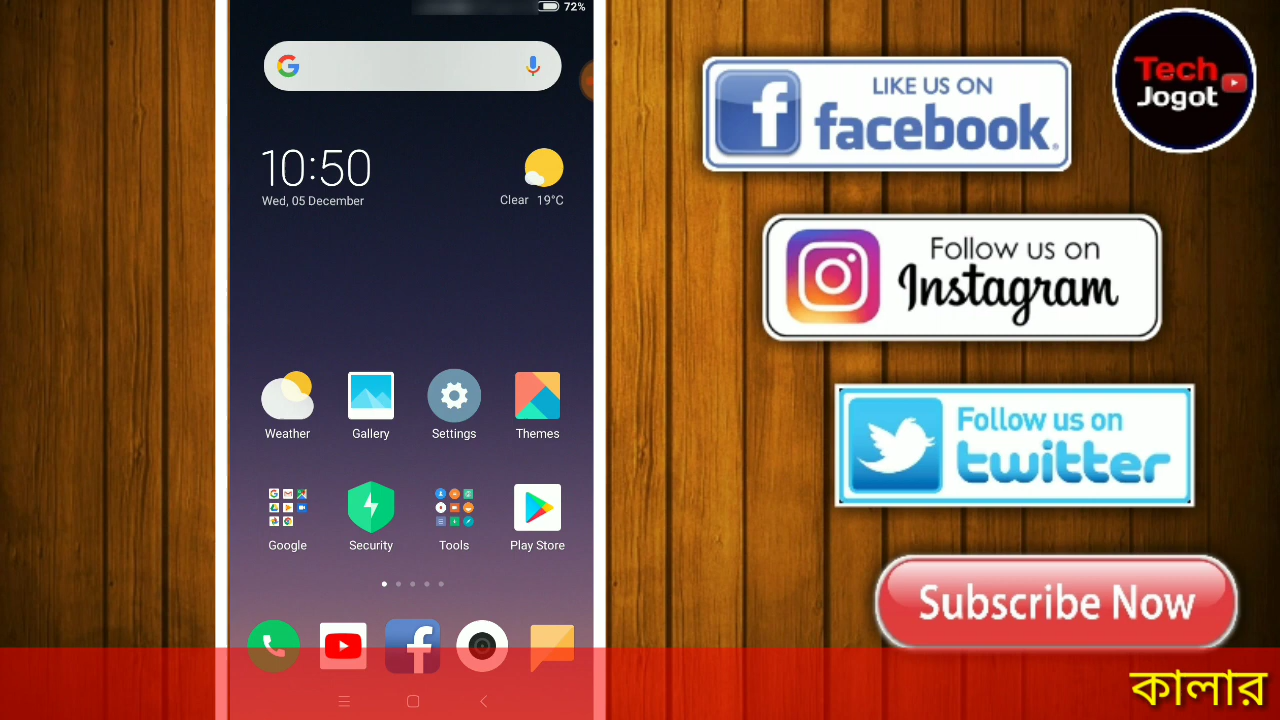 72%
10:50
Wed, 05 December
Clear 19°C
Weather
Gallery
Settings
Themes
Google
Security
Tools
Play Store
LIKE US ON
facebook
Tech
Jogot
Follow us on
Instagram
Follow us on
twitter
Subscribe Now
কালার